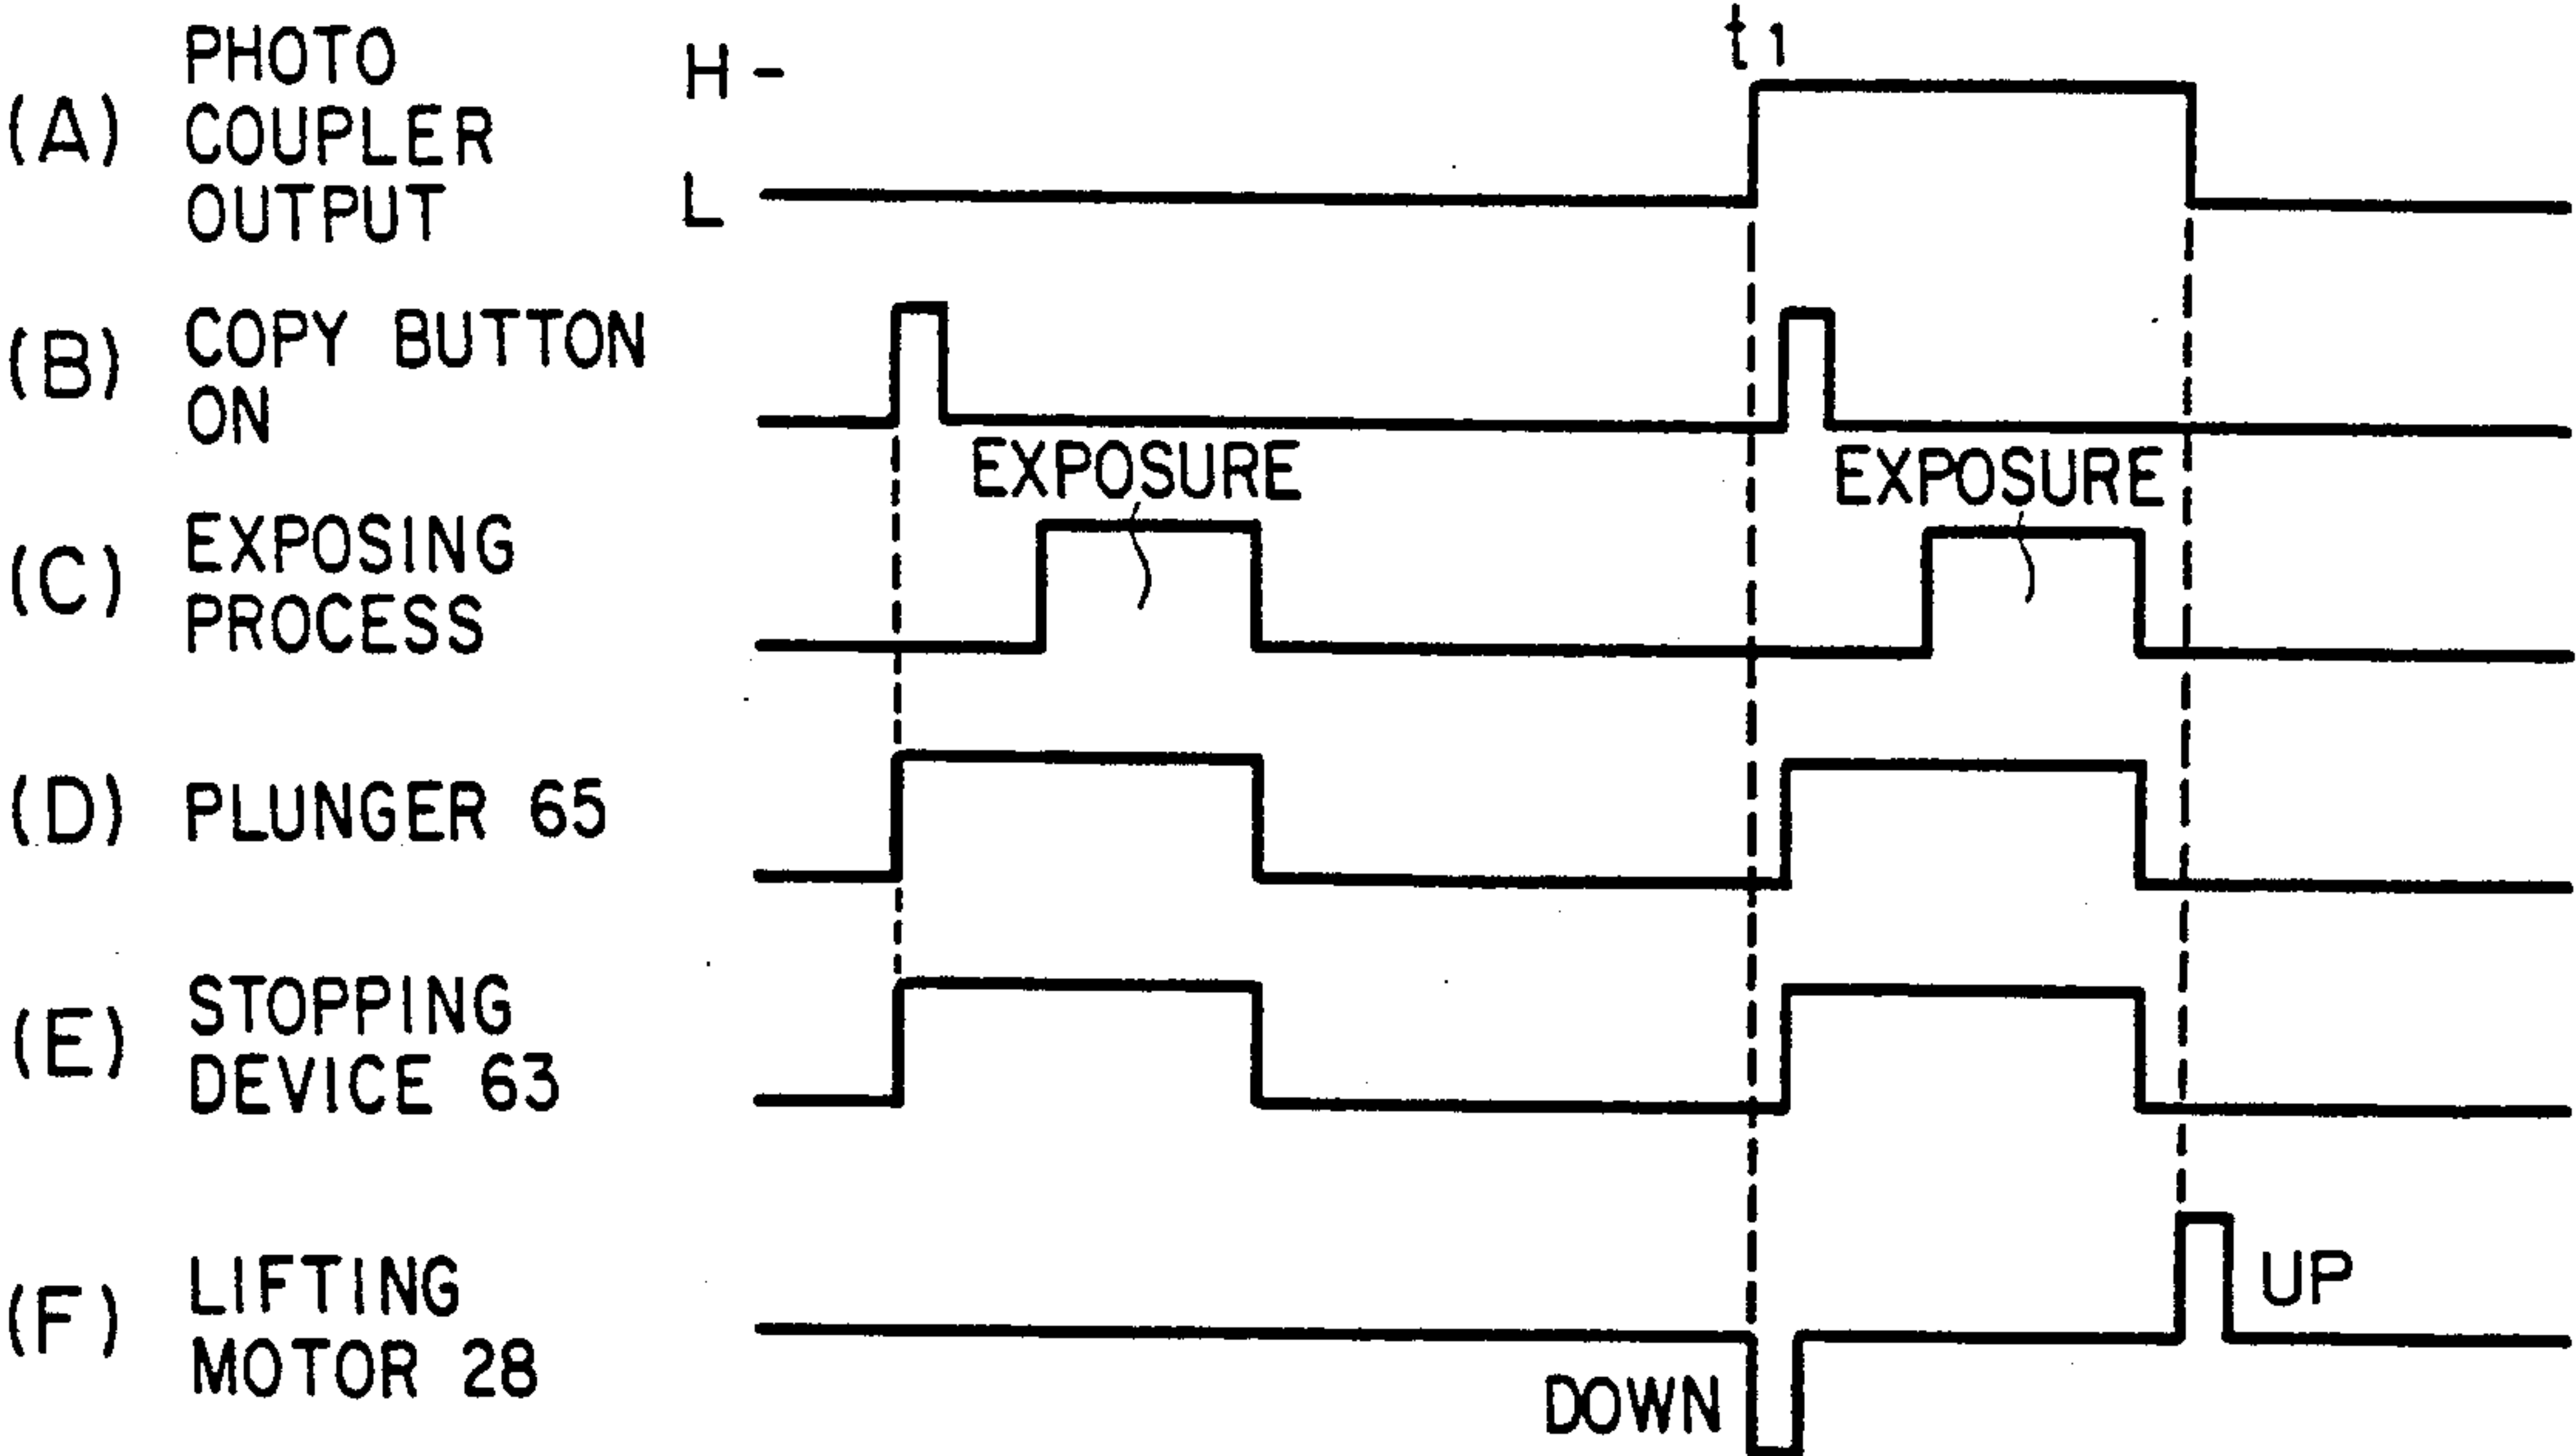 t1
(A) PHOTO
COUPLER
OUTPUT
H -
L
(B) COPY BUTTON
ON
(C) EXPOSING
PROCESS
EXPOSURE
EXPOSURE
(D) PLUNGER 65
(E) STOPPING
DEVICE 63
(F) LIFTING
MOTOR 28
DOWN
UP